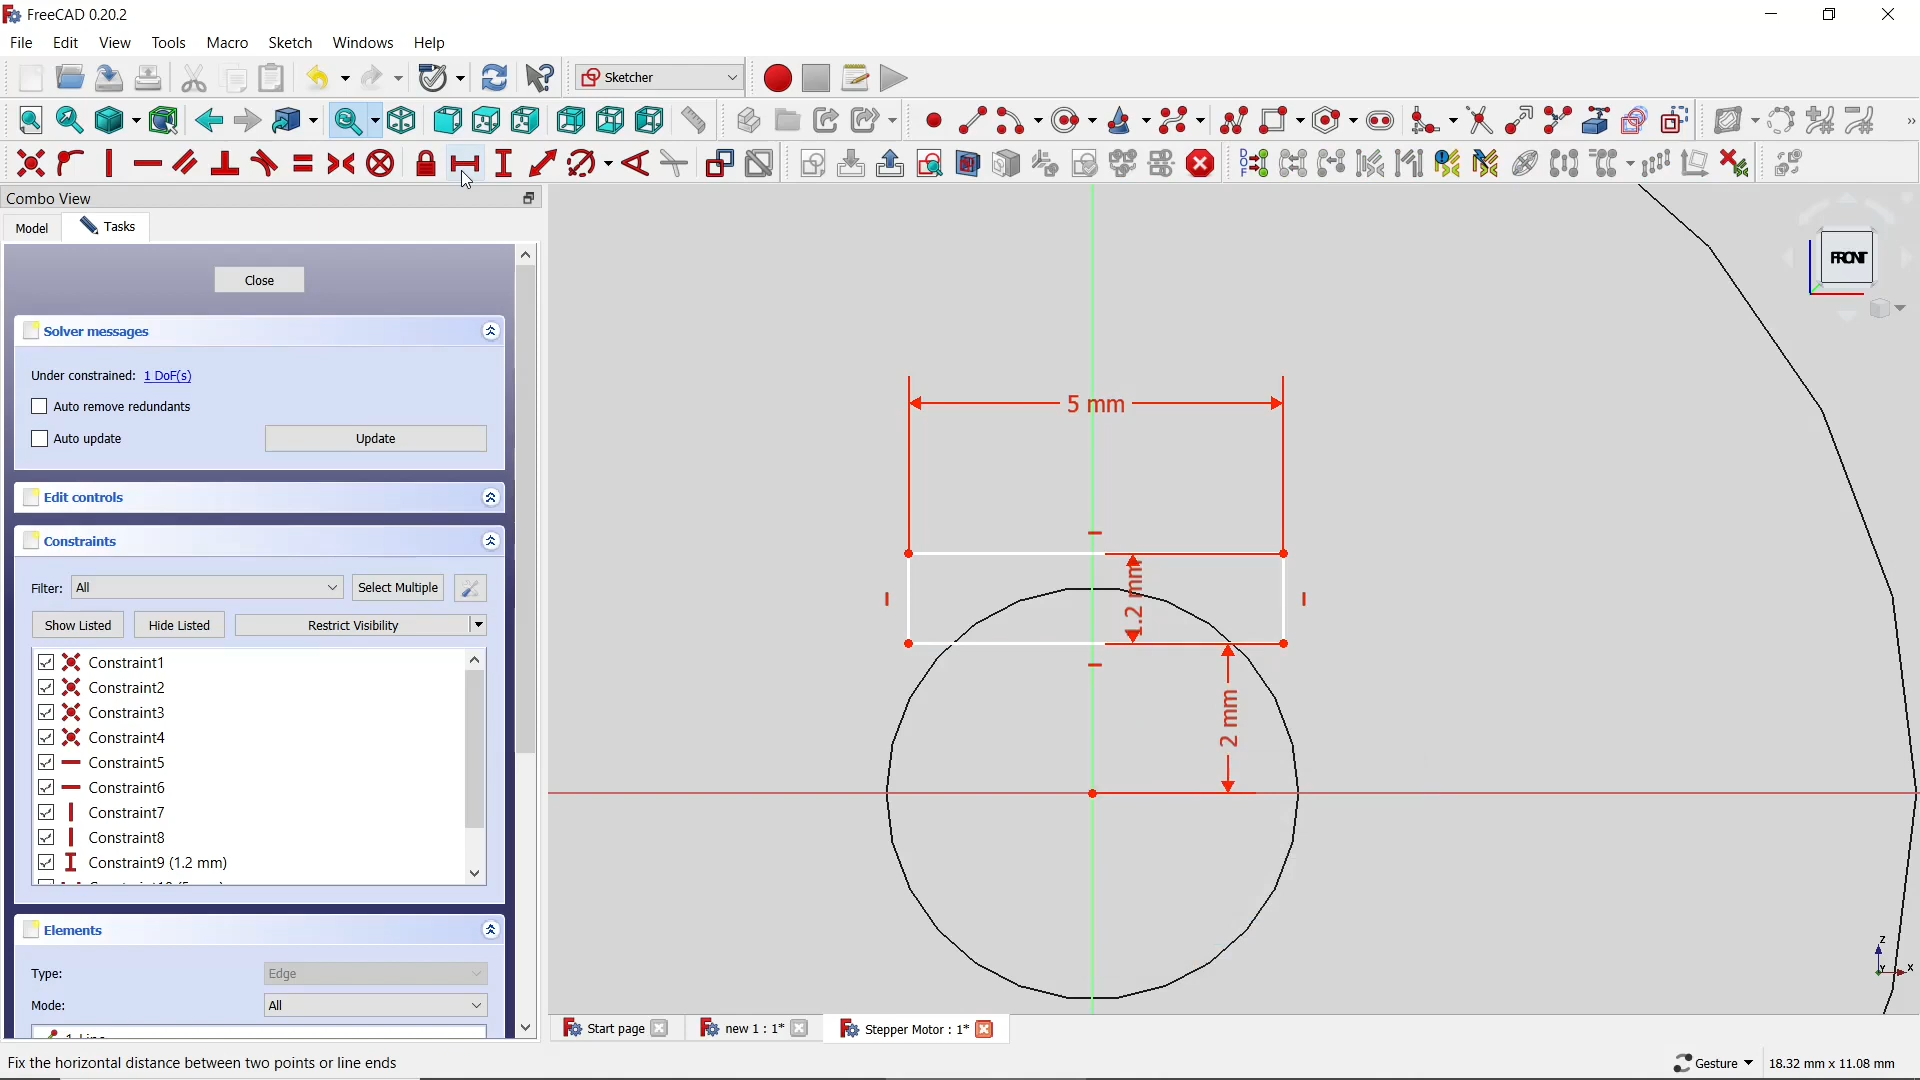 FreeCAD 0.20.2
File Edit View Tools Macro Sketch Windows Help
Sketcher
Combo View
Model Tasks
Close
Solver messages
Under constrained: 1 DoF(s)
Auto remove redundants
Auto update Update
Edit controls
Constraints
Filter: All Select Multiple
Show Listed Hide Listed Restrict Visibility
Constraint1
Constraint2
Constraint3
Constraint4
Constraint5
Constraint6
Constraint7
Constraint8
Constraint9 (1.2 mm)
Elements
Type: Edge
Mode: All
5 mm
1.2 mm
2 mm
FRONT
Z
Y X
Start page new 1 : 1* Stepper Motor : 1*
Fix the horizontal distance between two points or line ends
Gesture 18.32 mm x 11.08 mm